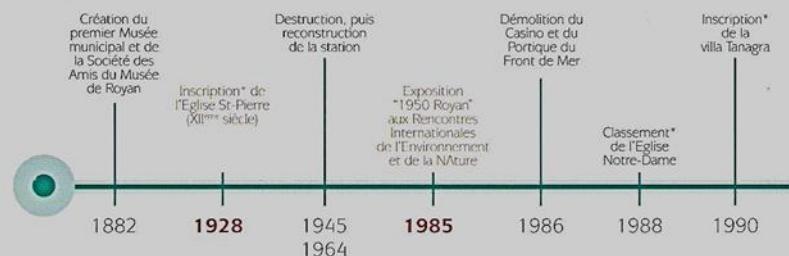 Création du
premier Musée
municipal et de
la Société des
Amis du Musée
de Royan
1882
Inscription* de
l'Eglise St-Pierre
(XIIème siècle)
1928
Destruction, puis
reconstruction
de la station
1945
1964
Exposition
"1950 Royan"
aux Rencontres
Internationales
de l'Environnement
et de la NAture
1985
Démolition du
Casino et du
Portique du
Front de Mer
1986
Classement*
de l'Eglise
Notre-Dame
1988
Inscription*
de la
villa Tanagra
1990